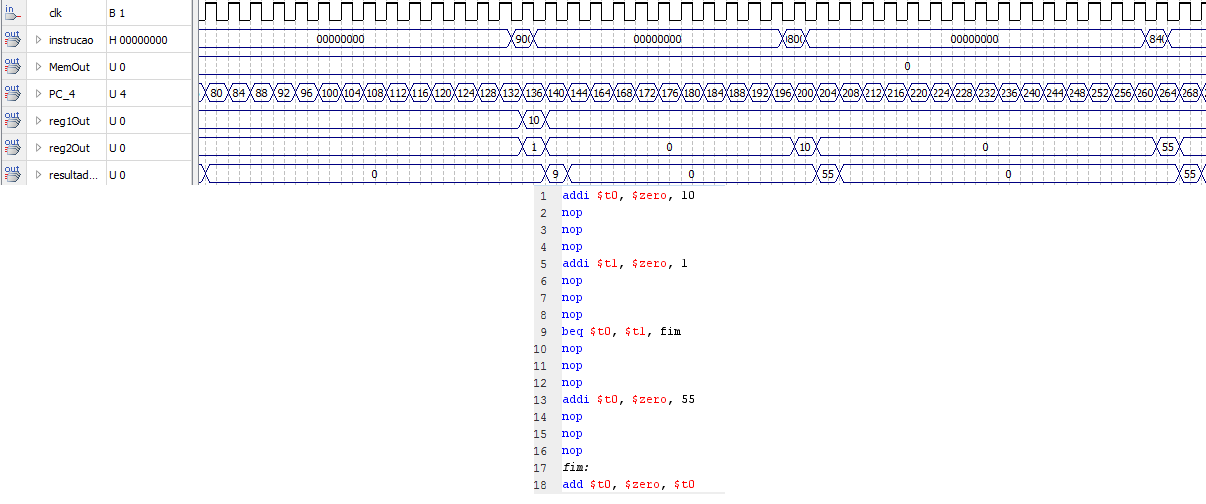 in clk B 1
out instrucao H 00000000 00000000 90( 00000000 80( 00000000 84(
out MemOut U 0 0
out PC_4 U 4 80 84 88 92 96 100 104 108 112 116 120 124 128 132 136 140 144 164 168 172 176 180 184 188 192 196 200 204 208 212 216 220 224 228 232 236 240 244 248 252 256 260 264 268
out reg1Out U 0 10
out reg2Out U 0 1 0 10 0 55
out resultad... U 0 0 9 0 55 0 55
1 addi $t0, $zero, 10
2 nop
3 nop
4 nop
5 addi $t1, $zero, 1
6 nop
7 nop
8 nop
9 beq $t0, $t1, fim
10 nop
11 nop
12 nop
13 addi $t0, $zero, 55
14 nop
15 nop
16 nop
17 fim:
18 add $t0, $zero, $t0